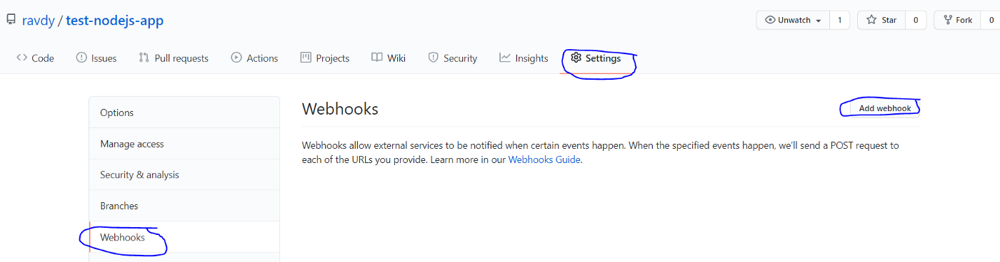 ravdy / test-nodejs-app
Unwatch 1 Star 0 Fork 0
Code Issues Pull requests Actions Projects Wiki Security Insights Settings
Options
Manage access
Security & analysis
Branches
Webhooks
Webhooks
Add webhook
Webhooks allow external services to be notified when certain events happen. When the specified events happen, we'll send a POST request to
each of the URLs you provide. Learn more in our Webhooks Guide.